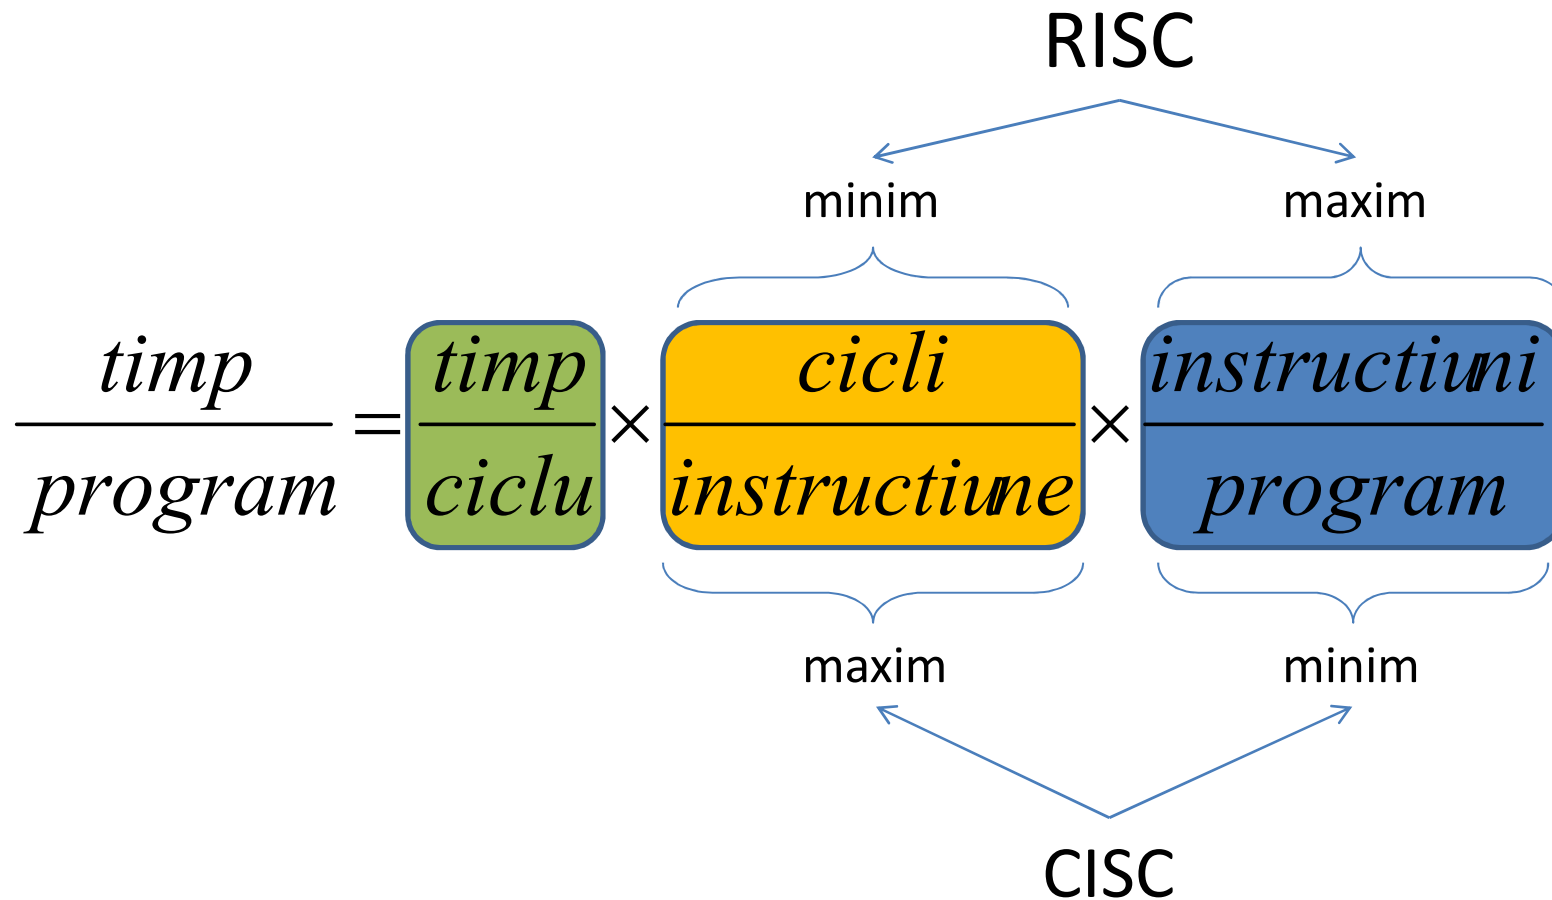 RISC
minim maxim
timp timp cicli instructiuni
= × ×
program ciclu instructiune program
maxim minim
CISC